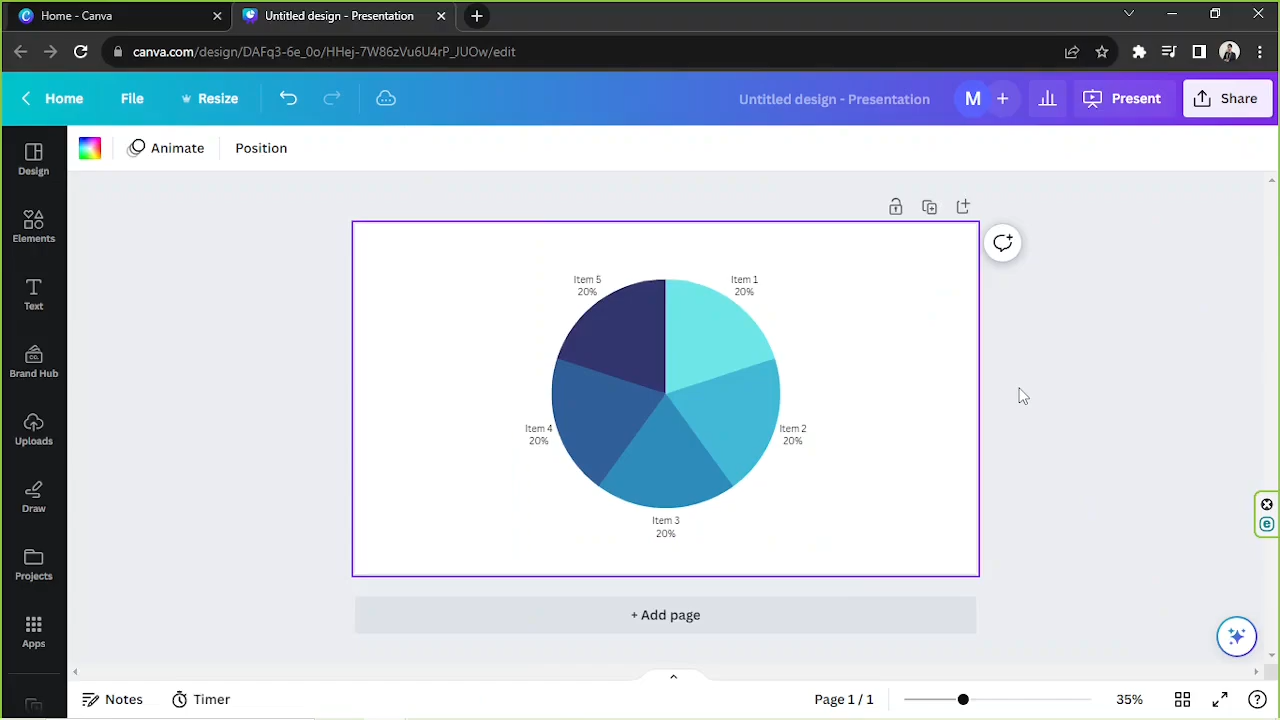 Home - Canva
Untitled design - Presentation
canva.com/design/DAFq3-6e_0o/HHej-7W86zVu6U4rP_JUOw/edit
Home
File
Resize
Untitled design - Presentation
M
Present
Share
Animate
Position
Design
Elements
Text
CO.
Brand Hub
Uploads
Draw
Projects
Apps
Item 5
20%
Item 1
20%
Item 4
20%
Item 2
20%
Item 3
20%
+ Add page
Notes
Timer
Page 1 / 1
35%